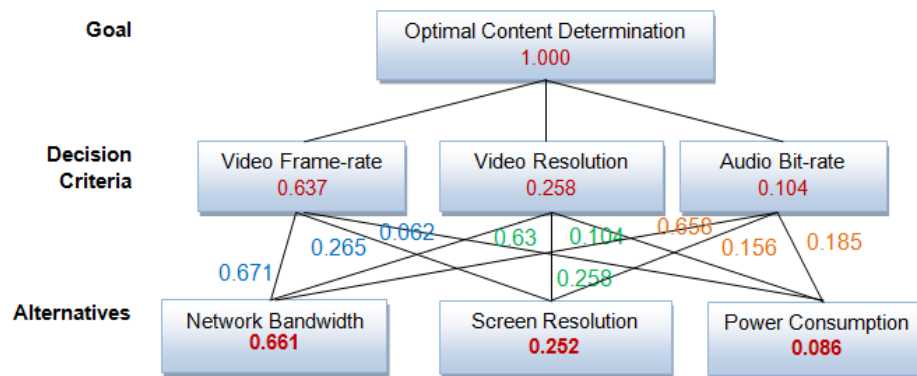 Goal
Optimal Content Determination
1.000
Decision
Criteria
Video Frame-rate
0.637
Video Resolution
0.258
Audio Bit-rate
0.104
0.671
0.265
0.062
0.63
0.104
0.258
0.658
0.156
0.185
Alternatives
Network Bandwidth
0.661
Screen Resolution
0.252
Power Consumption
0.086